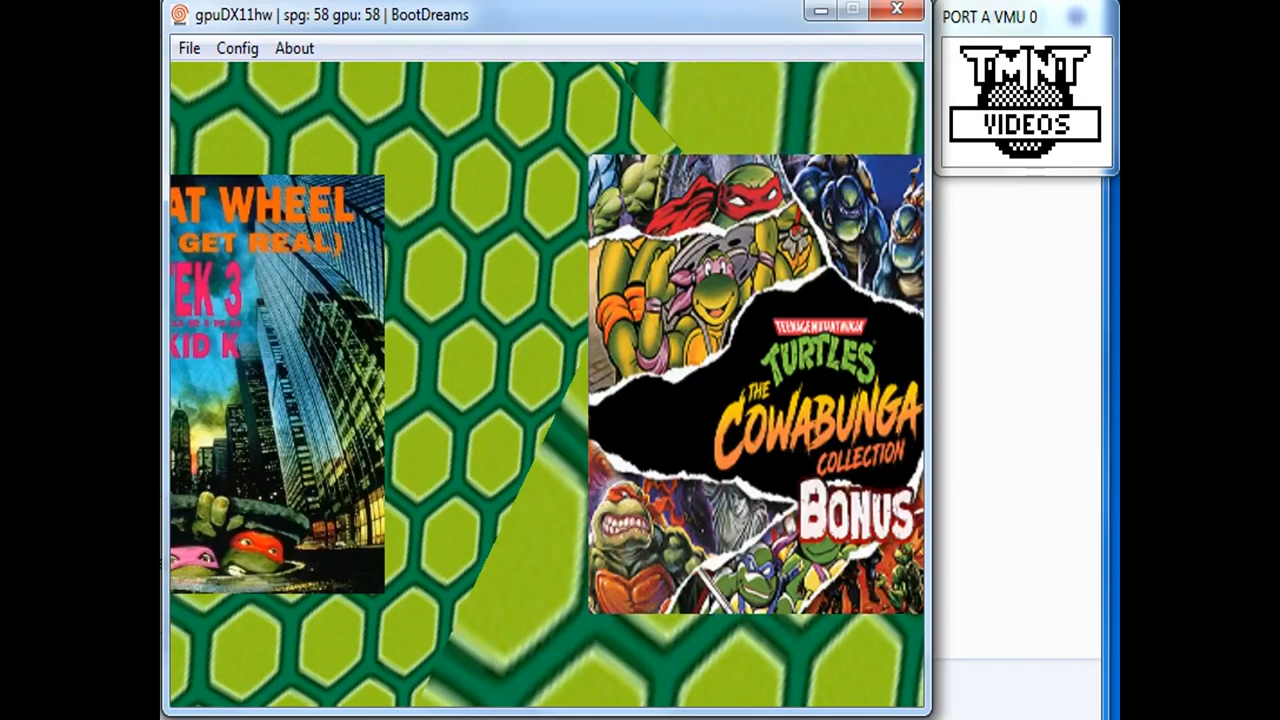 gpuDX11hw | spg: 58 gpu: 58 | BootDreams
PORT A VMU 0
File Config About
TMNT
VIDEOS
AT WHEEL
GET REAL)
EK 3
KID K
TEENAGE MUTANT NINJA
TURTLES
THE
COWABUNGA
COLLECTION
BONUS